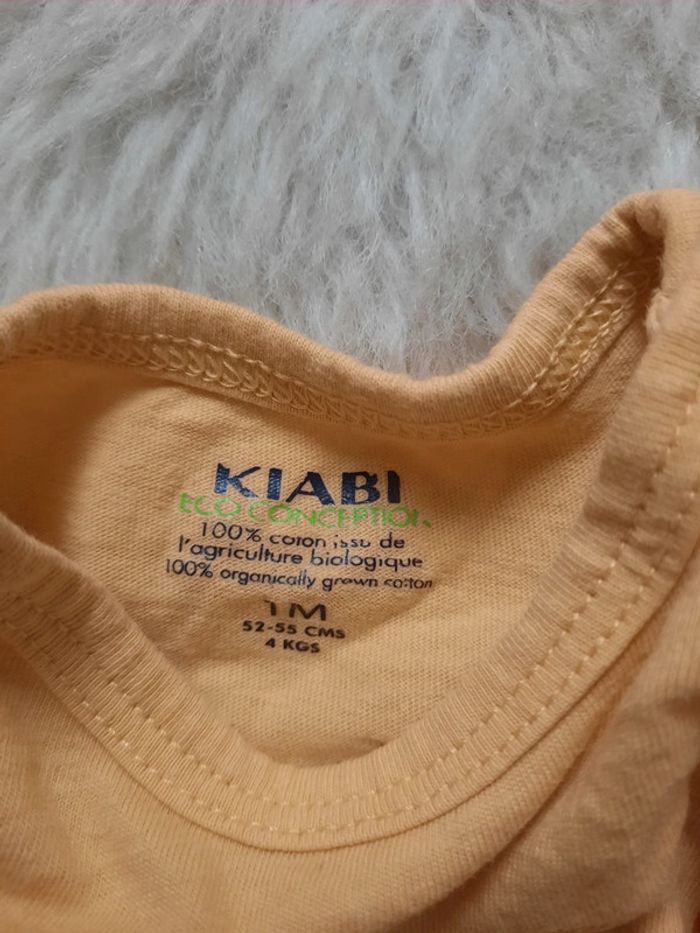 KIABI
ECO CONCEPTION
100% coton issu de
l'agriculture biologique
100% organically grown cotton
1M
52-55 CMS
4 KGS